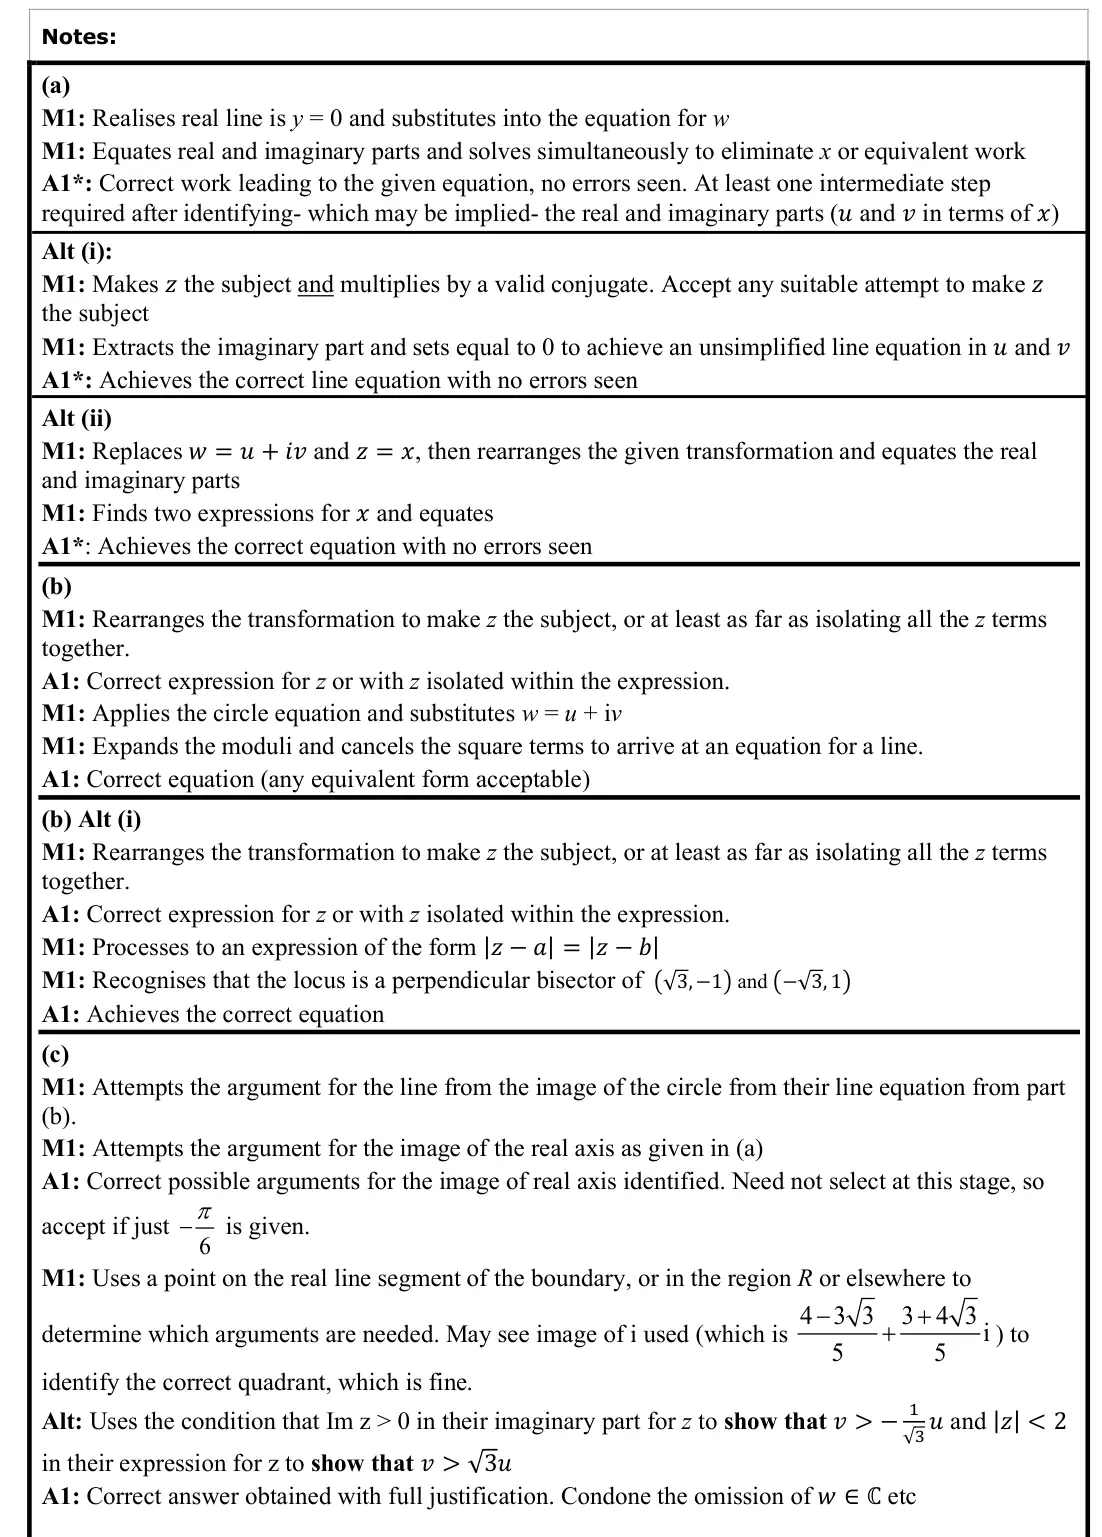 Notes:
(a)
M1: Realises real line is y = 0 and substitutes into the equation for w
M1: Equates real and imaginary parts and solves simultaneously to eliminate x or equivalent work
A1*: Correct work leading to the given equation, no errors seen. At least one intermediate step
required after identifying- which may be implied- the real and imaginary parts (u and v in terms of x)
Alt (i):
M1: Makes z the subject and multiplies by a valid conjugate. Accept any suitable attempt to make z
the subject
M1: Extracts the imaginary part and sets equal to 0 to achieve an unsimplified line equation in u and v
A1*: Achieves the correct line equation with no errors seen
Alt (ii)
M1: Replaces w = u + iv and z = x, then rearranges the given transformation and equates the real
and imaginary parts
M1: Finds two expressions for x and equates
A1*: Achieves the correct equation with no errors seen
(b)
M1: Rearranges the transformation to make z the subject, or at least as far as isolating all the z terms
together.
A1: Correct expression for z or with z isolated within the expression.
M1: Applies the circle equation and substitutes w = u + iv
M1: Expands the moduli and cancels the square terms to arrive at an equation for a line.
A1: Correct equation (any equivalent form acceptable)
(b) Alt (i)
M1: Rearranges the transformation to make z the subject, or at least as far as isolating all the z terms
together.
A1: Correct expression for z or with z isolated within the expression.
M1: Processes to an expression of the form |z − a| = |z − b|
M1: Recognises that the locus is a perpendicular bisector of (√3, −1) and (−√3, 1)
A1: Achieves the correct equation
(c)
M1: Attempts the argument for the line from the image of the circle from their line equation from part
(b).
M1: Attempts the argument for the image of the real axis as given in (a)
A1: Correct possible arguments for the image of real axis identified. Need not select at this stage, so
accept if just −π/6 is given.
M1: Uses a point on the real line segment of the boundary, or in the region R or elsewhere to
determine which arguments are needed. May see image of i used (which is (4−3√3)/5 + (3+4√3)/5 i ) to
identify the correct quadrant, which is fine.
Alt: Uses the condition that Im z > 0 in their imaginary part for z to show that v > −1/√3 u and |z| < 2
in their expression for z to show that v > √3u
A1: Correct answer obtained with full justification. Condone the omission of w ∈ ℂ etc